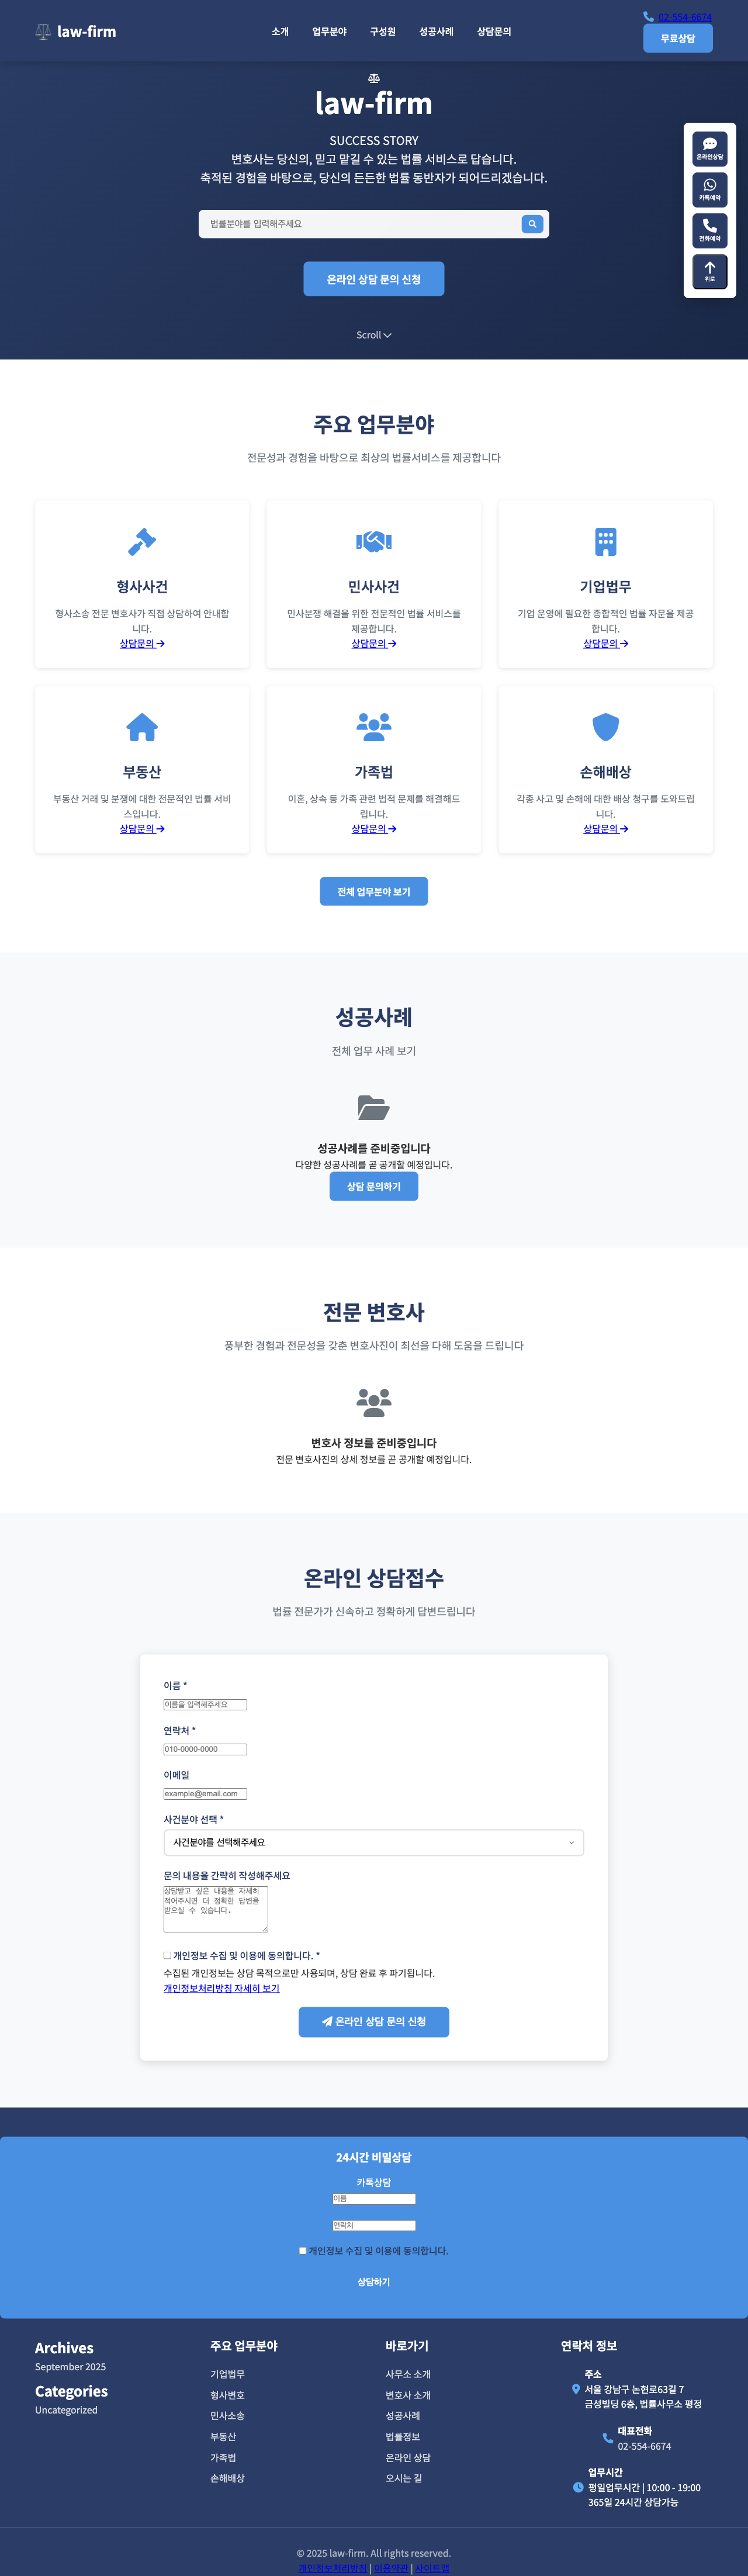 law-firm
소개
업무분야
구성원
성공사례
상담문의
02-554-6674
무료상담
law-firm
SUCCESS STORY
변호사는 당신의, 믿고 맡길 수 있는 법률 서비스로 답습니다.
축적된 경험을 바탕으로, 당신의 든든한 법률 동반자가 되어드리겠습니다.
법률분야를 입력해주세요
온라인 상담 문의 신청
Scroll
온라인상담
카톡예약
전화예약
위로
주요 업무분야
전문성과 경험을 바탕으로 최상의 법률서비스를 제공합니다
형사사건
형사소송 전문 변호사가 직접 상담하여 안내합
니다.
상담문의
민사사건
민사분쟁 해결을 위한 전문적인 법률 서비스를
제공합니다.
상담문의
기업법무
기업 운영에 필요한 종합적인 법률 자문을 제공
합니다.
상담문의
부동산
부동산 거래 및 분쟁에 대한 전문적인 법률 서비
스입니다.
상담문의
가족법
이혼, 상속 등 가족 관련 법적 문제를 해결해드
립니다.
상담문의
손해배상
각종 사고 및 손해에 대한 배상 청구를 도와드립
니다.
상담문의
전체 업무분야 보기
성공사례
전체 업무 사례 보기
성공사례를 준비중입니다
다양한 성공사례를 곧 공개할 예정입니다.
상담 문의하기
전문 변호사
풍부한 경험과 전문성을 갖춘 변호사진이 최선을 다해 도움을 드립니다
변호사 정보를 준비중입니다
전문 변호사진의 상세 정보를 곧 공개할 예정입니다.
온라인 상담접수
법률 전문가가 신속하고 정확하게 답변드립니다
이름 *
이름을 입력해주세요
연락처 *
010-0000-0000
이메일
example@email.com
사건분야 선택 *
사건분야를 선택해주세요
문의 내용을 간략히 작성해주세요
상담받고 싶은 내용을 자세히
적어주시면 더 정확한 답변을
받으실 수 있습니다.
개인정보 수집 및 이용에 동의합니다. *
수집된 개인정보는 상담 목적으로만 사용되며, 상담 완료 후 파기됩니다.
개인정보처리방침 자세히 보기
온라인 상담 문의 신청
24시간 비밀상담
카톡상담
이름
연락처
개인정보 수집 및 이용에 동의합니다.
상담하기
Archives
September 2025
Categories
Uncategorized
주요 업무분야
기업법무
형사변호
민사소송
부동산
가족법
손해배상
바로가기
사무소 소개
변호사 소개
성공사례
법률정보
온라인 상담
오시는 길
연락처 정보
주소
서울 강남구 논현로63길 7
금성빌딩 6층, 법률사무소 평정
대표전화
02-554-6674
업무시간
평일업무시간 | 10:00 - 19:00
365일 24시간 상담가능
© 2025 law-firm. All rights reserved.
개인정보처리방침 | 이용약관 | 사이트맵